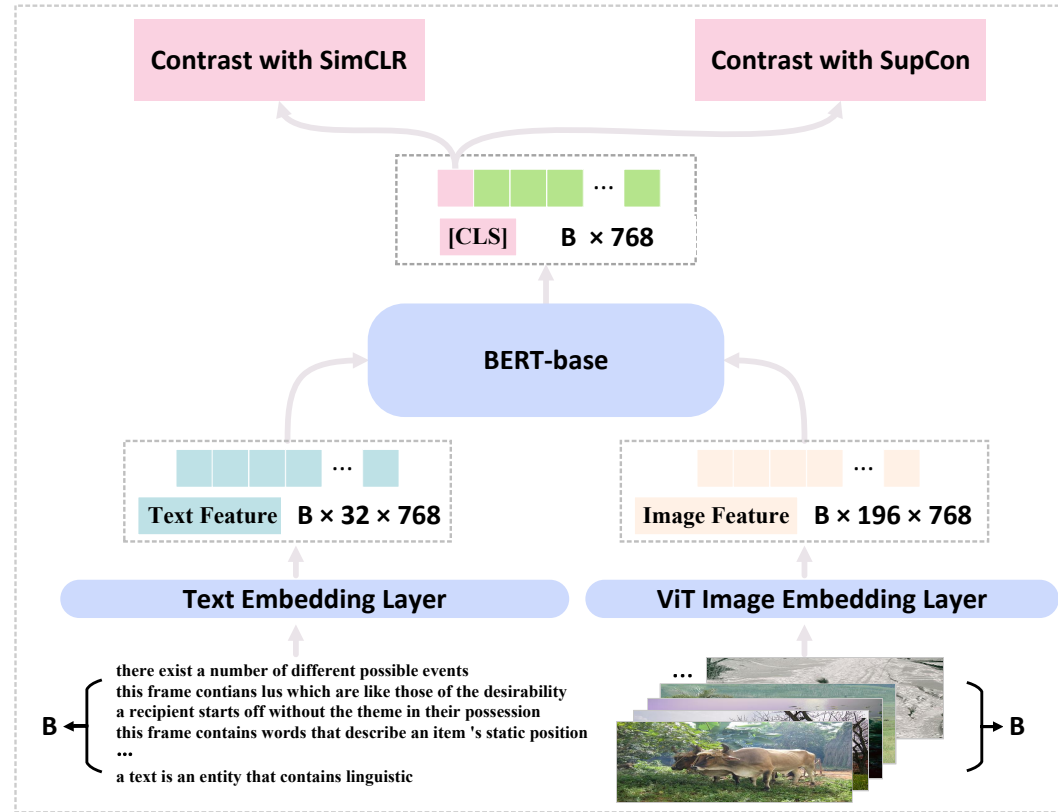 Contrast with SimCLR
Contrast with SupCon
...
[CLS] B × 768
BERT-base
...
Text Feature B × 32 × 768
...
Image Feature B × 196 × 768
Text Embedding Layer
ViT Image Embedding Layer
there exist a number of different possible events
this frame contians lus which are like those of the desirability
a recipient starts off without the theme in their possession
this frame contains words that describe an item 's static position
...
a text is an entity that contains linguistic
B
...
B